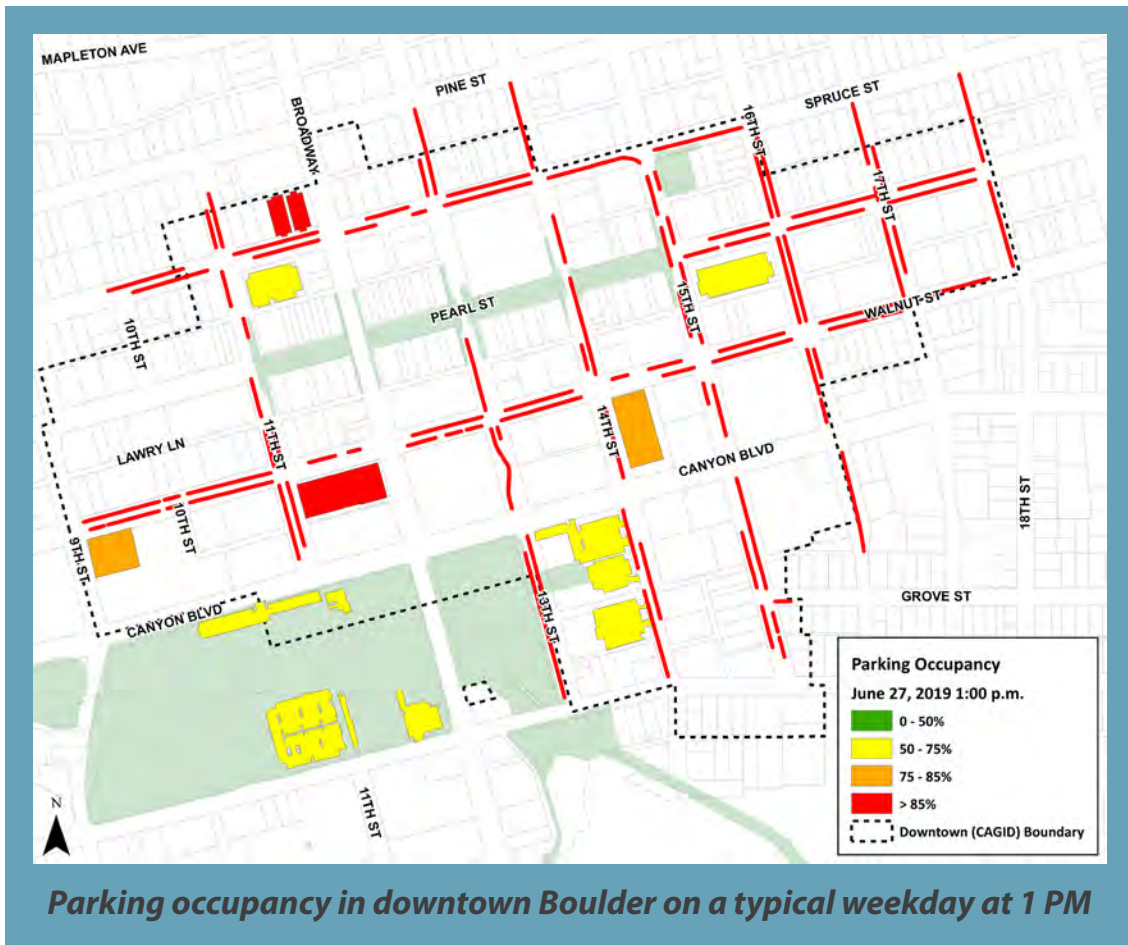 MAPLETON AVE
PINE ST
BROADWAY
SPRUCE ST
16TH ST
17TH ST
PEARL ST
15TH ST
WALNUT ST
10TH ST
LAWRY LN
11TH ST
14TH ST
CANYON BLVD
18TH ST
10TH ST
9TH ST
CANYON BLVD
13TH ST
GROVE ST
11TH ST
N
Parking Occupancy
June 27, 2019 1:00 p.m.
0 - 50%
50 - 75%
75 - 85%
> 85%
Downtown (CAGID) Boundary
Parking occupancy in downtown Boulder on a typical weekday at 1 PM